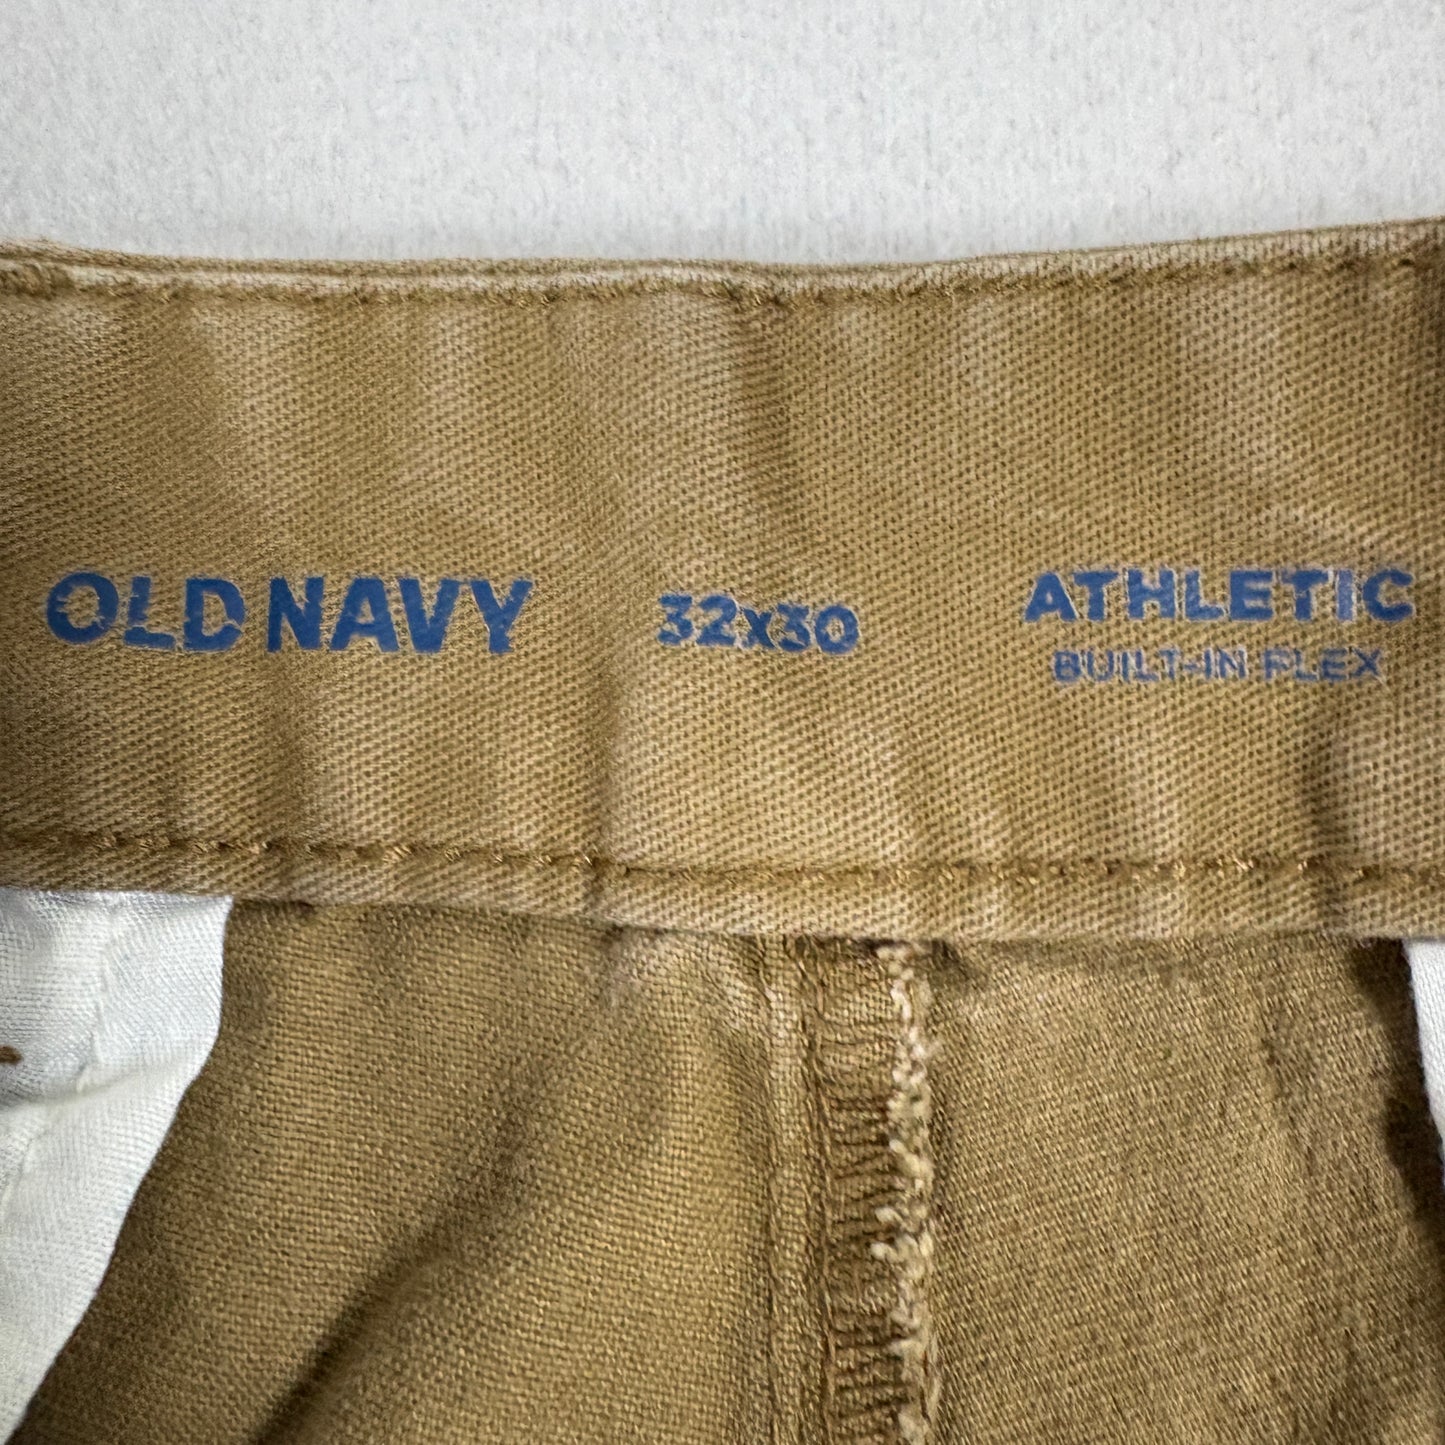 OLD NAVY
32x30
ATHLETIC
BUILT-IN FLEX